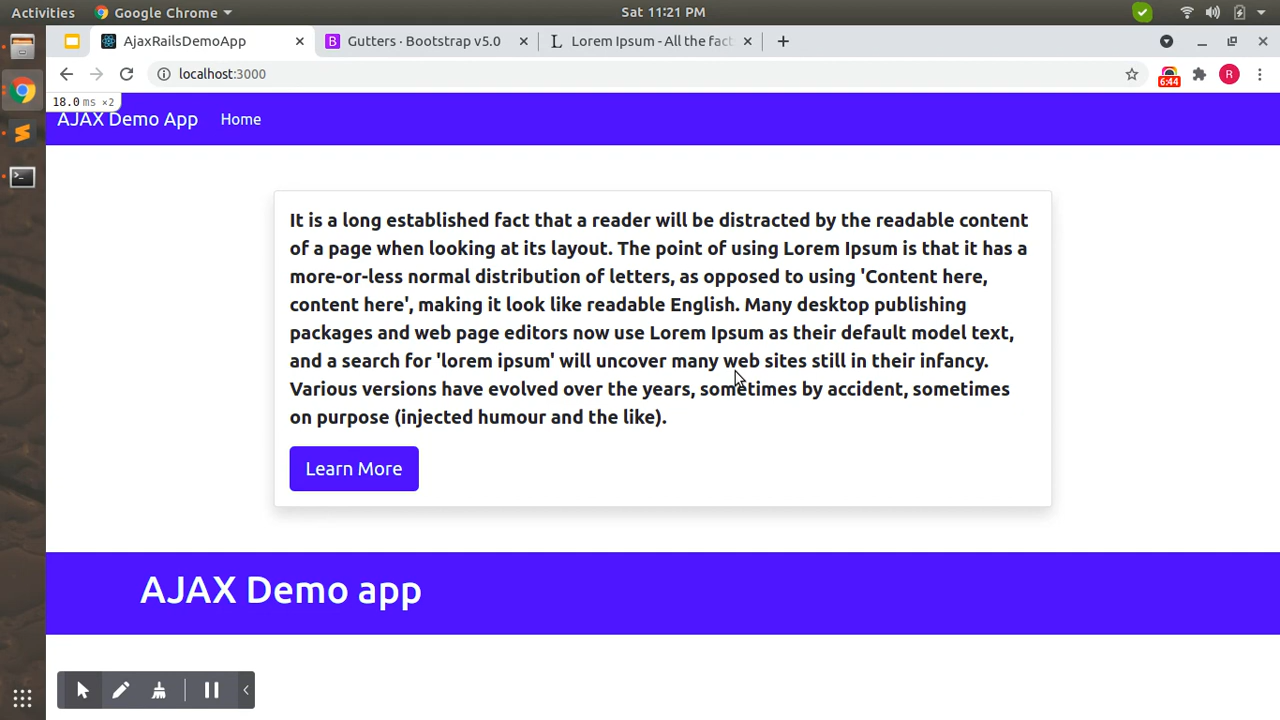 Activities Google Chrome Sat 11:21 PM
AjaxRailsDemoApp Gutters · Bootstrap v5.0 Lorem Ipsum - All the fact
localhost:3000 6:44 R
18.0 ms ×2
AJAX Demo App Home
It is a long established fact that a reader will be distracted by the readable content
of a page when looking at its layout. The point of using Lorem Ipsum is that it has a
more-or-less normal distribution of letters, as opposed to using 'Content here,
content here', making it look like readable English. Many desktop publishing
packages and web page editors now use Lorem Ipsum as their default model text,
and a search for 'lorem ipsum' will uncover many web sites still in their infancy.
Various versions have evolved over the years, sometimes by accident, sometimes
on purpose (injected humour and the like).
Learn More
AJAX Demo app